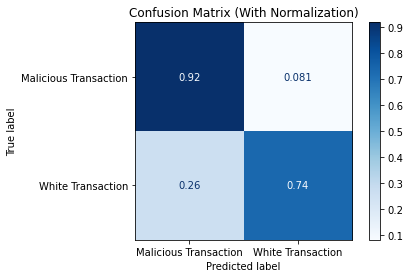 Confusion Matrix (With Normalization)
True label
Malicious Transaction
0.92
0.081
White Transaction
0.26
0.74
Malicious Transaction
White Transaction
Predicted label
0.9
0.8
0.7
0.6
0.5
0.4
0.3
0.2
0.1